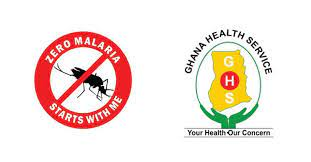 ZERO MALARIA
STARTS WITH ME
GHANA HEALTH SERVICE
G
H
S
Your Health Our Concern